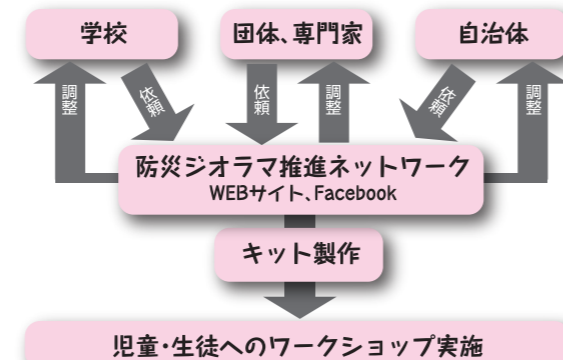 学校
団体、専門家
自治体
調整
依頼
依頼
調整
依頼
調整
防災ジオラマ推進ネットワーク
WEBサイト、Facebook
キット製作
児童・生徒へのワークショップ実施